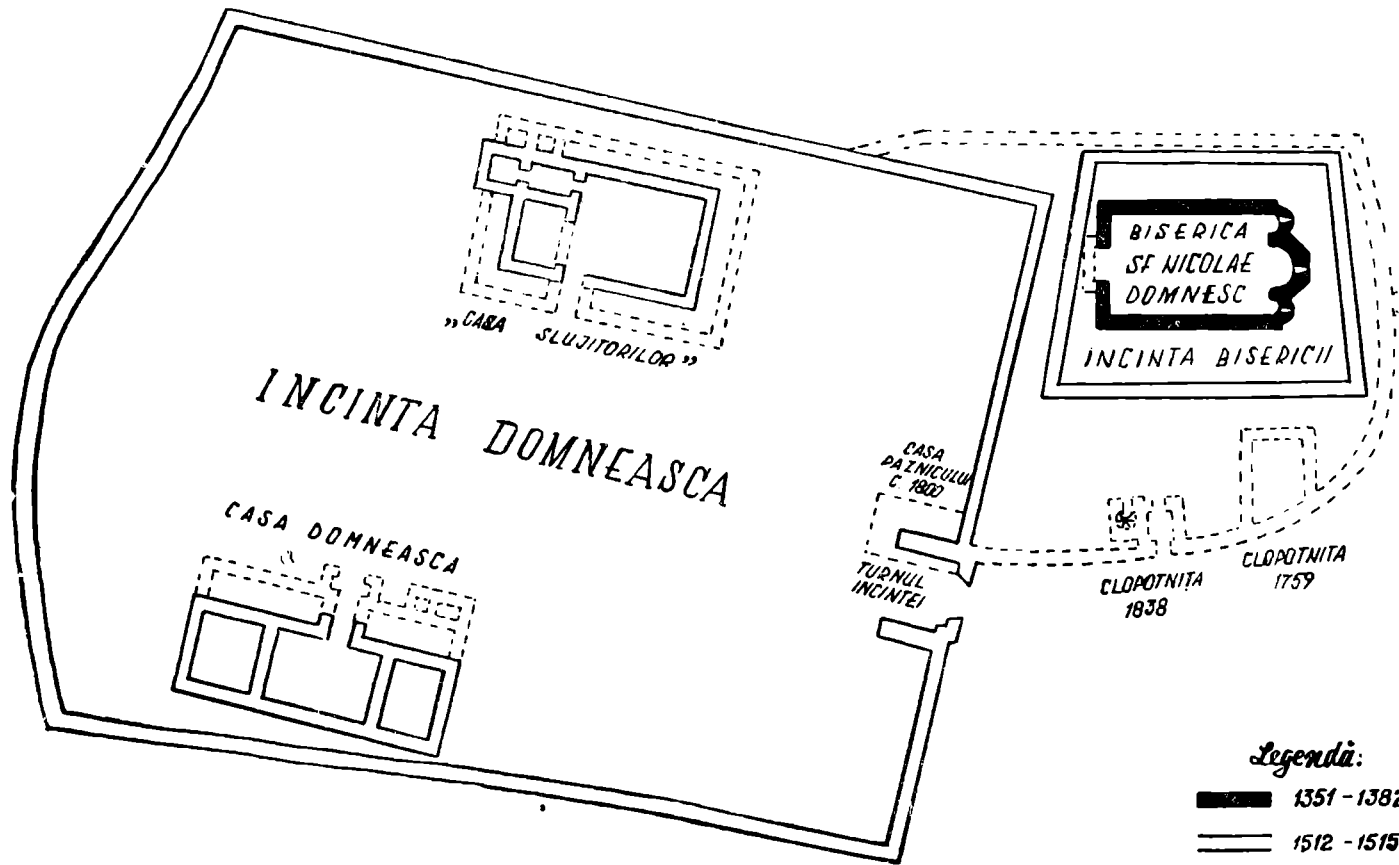 BISERICA
SF NICOLAE
DOMNESC
INCINTA BISERICII
„CASA SLUJITORILOR”
INCINTA DOMNEASCA
CASA
PAZNICULUI
C. 1800
CASA DOMNEASCA
TURNUL
INCINTEI
CLOPOTNIȚA
1838
CLOPOTNITA
1759
Legendă:
1351 - 1382
1512 - 1515